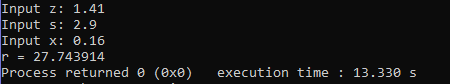 Input z: 1.41
Input s: 2.9
Input x: 0.16
r = 27.743914
Process returned 0 (0x0)   execution time : 13.330 s